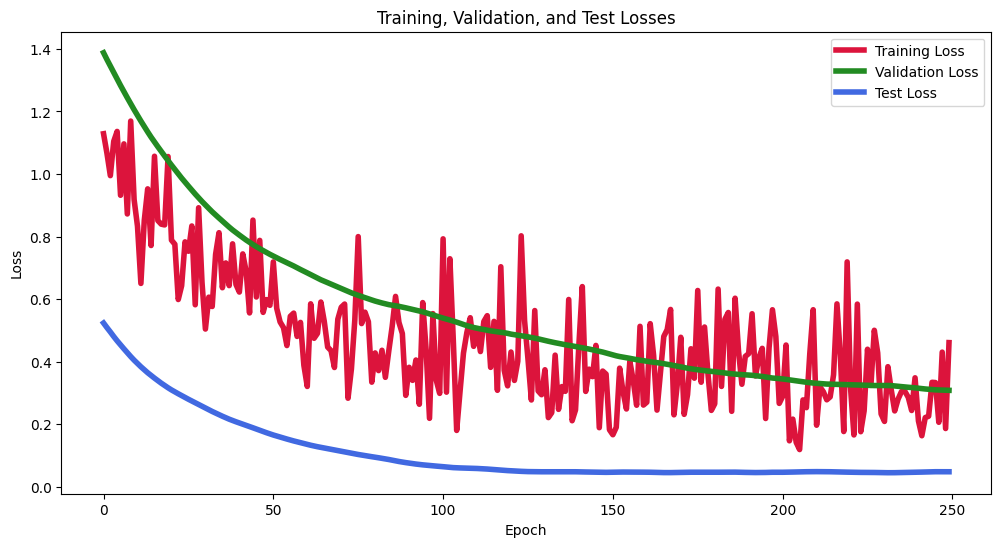 Training, Validation, and Test Losses
Training Loss
Validation Loss
Test Loss
Loss
1.4
1.2
1.0
0.8
0.6
0.4
0.2
0.0
0
50
100
150
200
250
Epoch